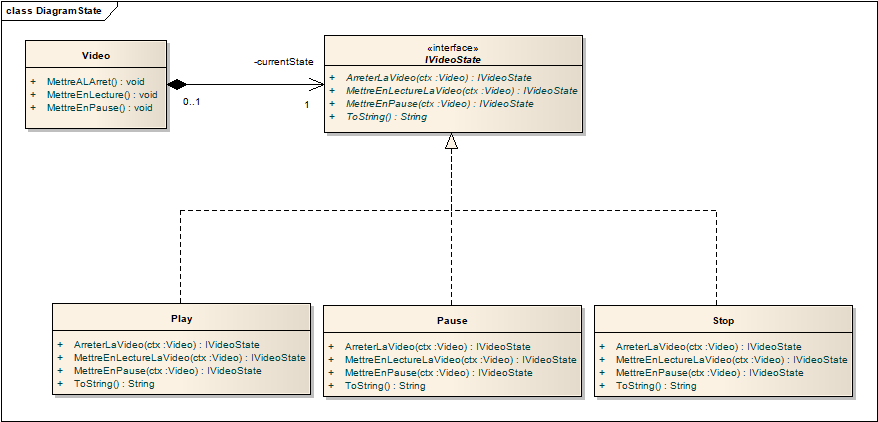 class DiagramState
Video
+ MettreALArret() : void
+ MettreEnLecture() : void
+ MettreEnPause() : void
-currentState
0..1
1
«interface»
IVideoState
+ ArreterLaVideo(ctx :Video) : IVideoState
+ MettreEnLectureLaVideo(ctx :Video) : IVideoState
+ MettreEnPause(ctx :Video) : IVideoState
+ ToString() : String
Play
+ ArreterLaVideo(ctx :Video) : IVideoState
+ MettreEnLectureLaVideo(ctx :Video) : IVideoState
+ MettreEnPause(ctx :Video) : IVideoState
+ ToString() : String
Pause
+ ArreterLaVideo(ctx :Video) : IVideoState
+ MettreEnLectureLaVideo(ctx :Video) : IVideoState
+ MettreEnPause(ctx :Video) : IVideoState
+ ToString() : String
Stop
+ ArreterLaVideo(ctx :Video) : IVideoState
+ MettreEnLectureLaVideo(ctx :Video) : IVideoState
+ MettreEnPause(ctx :Video) : IVideoState
+ ToString() : String